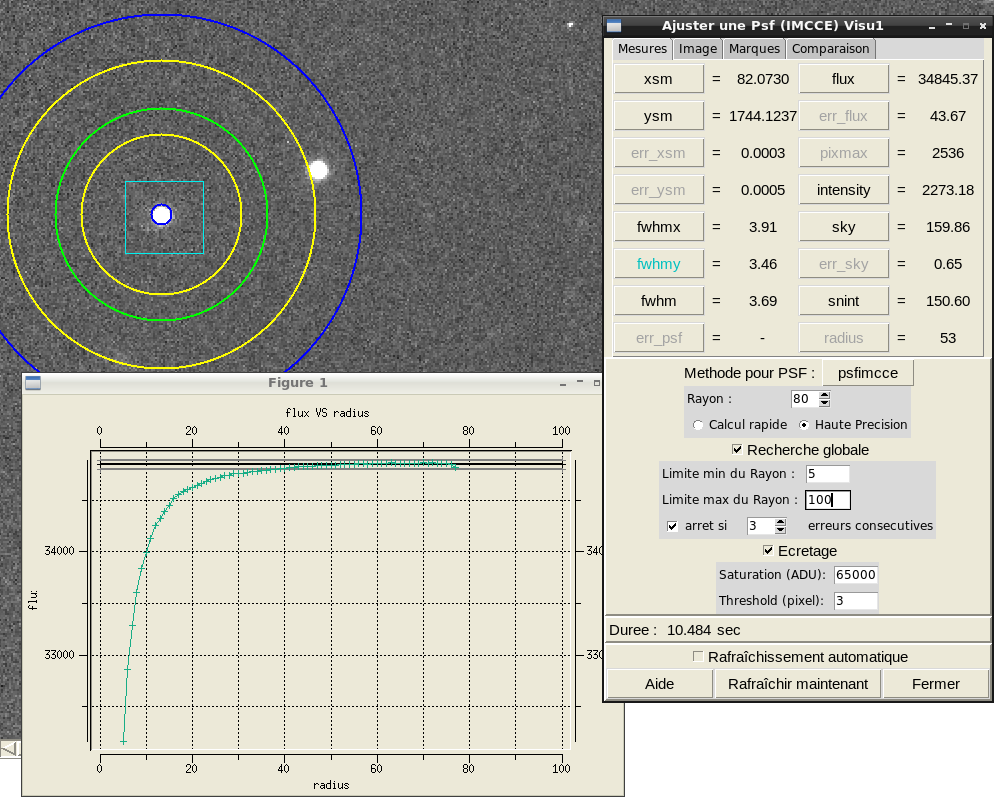 Ajuster une Psf (IMCCE) Visu1
Mesures Image Marques Comparaison
xsm = 82.0730 flux = 34845.37
ysm = 1744.1237 err_flux = 43.67
err_xsm = 0.0003 pixmax = 2536
err_ysm = 0.0005 intensity = 2273.18
fwhmx = 3.91 sky = 159.86
fwhmy = 3.46 err_sky = 0.65
fwhm = 3.69 snint = 150.60
err_psf = - radius = 53
Methode pour PSF : psfimcce
Rayon : 80
Calcul rapide Haute Precision
Recherche globale
Limite min du Rayon : 5
Limite max du Rayon : 100
arret si 3 erreurs consecutives
Ecretage
Saturation (ADU): 65000
Threshold (pixel): 3
Duree : 10.484 sec
Rafraîchissement automatique
Aide Rafraîchir maintenant Fermer
Figure 1
flux VS radius
0 20 40 60 80 100
34000 340
flux
33000 330
0 20 40 60 80 100
radius